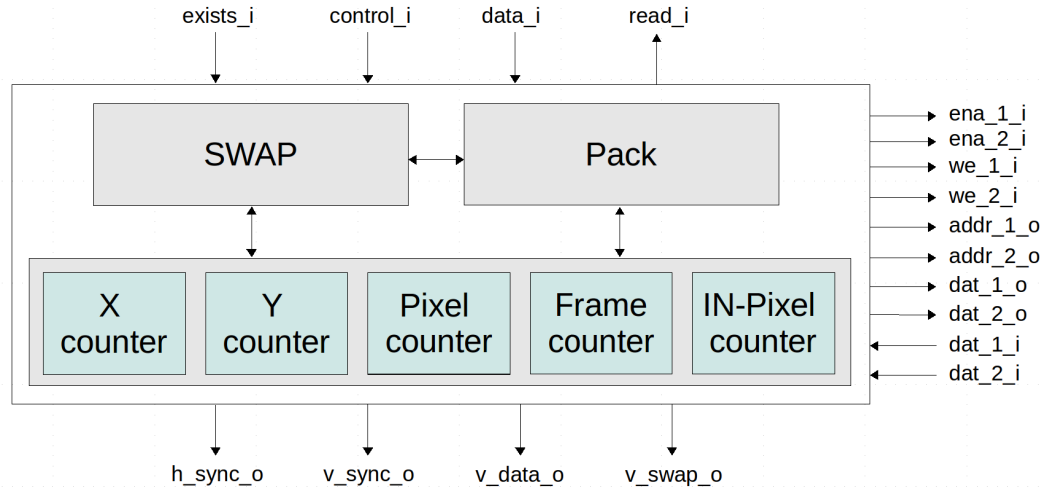 exists_i
control_i
data_i
read_i
SWAP
Pack
ena_1_i
ena_2_i
we_1_i
we_2_i
addr_1_o
addr_2_o
dat_1_o
dat_2_o
dat_1_i
dat_2_i
X
counter
Y
counter
Pixel
counter
Frame
counter
IN-Pixel
counter
h_sync_o
v_sync_o
v_data_o
v_swap_o